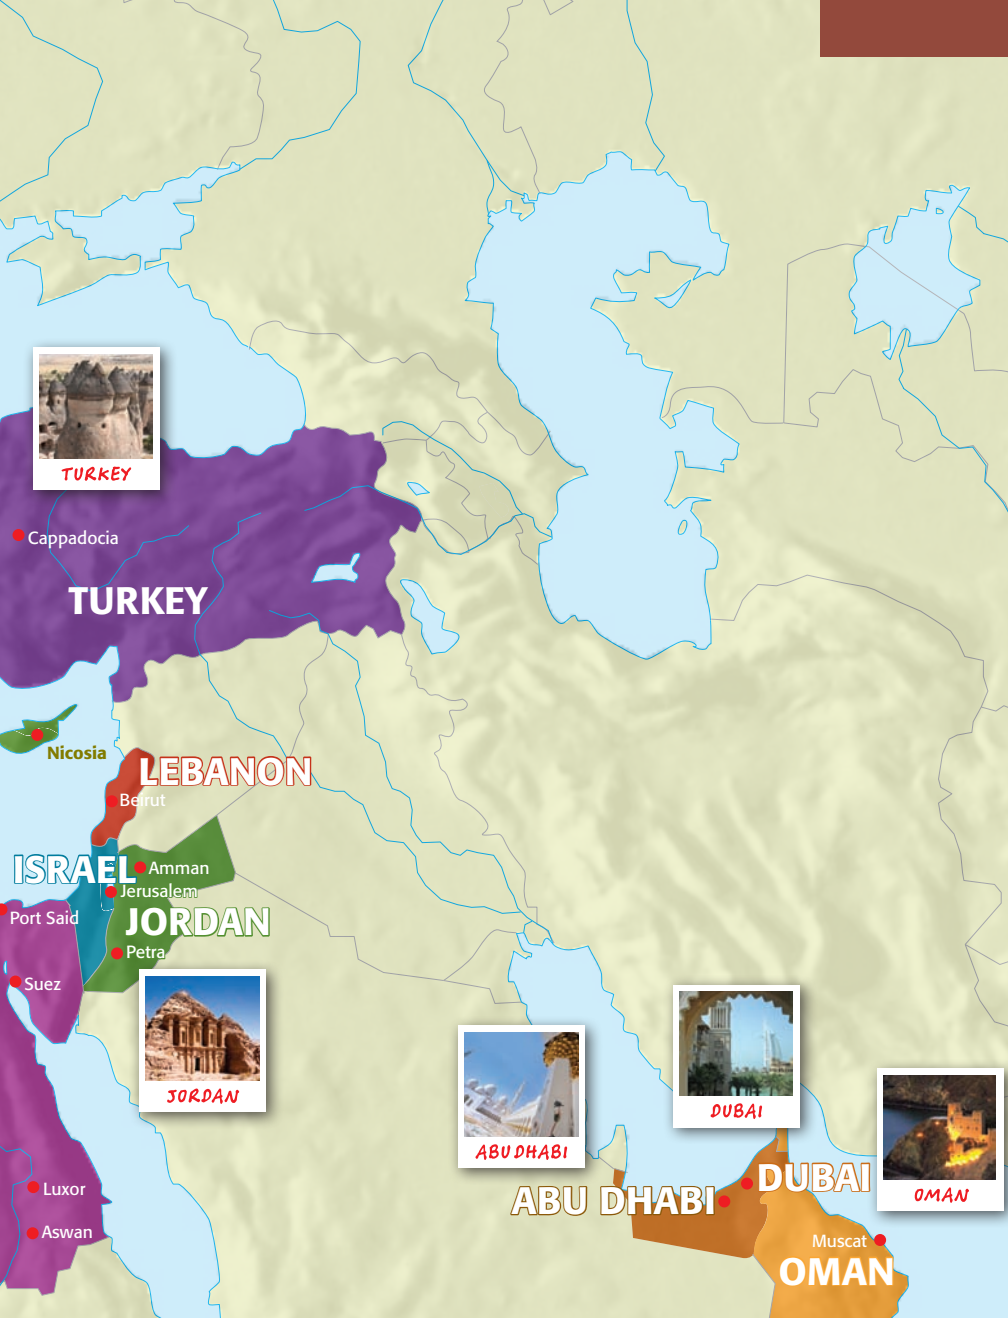 TURKEY
Cappadocia
TURKEY
Nicosia
LEBANON
Beirut
ISRAEL
Amman
Jerusalem
Port Said
JORDAN
Petra
Suez
JORDAN
ABU DHABI
DUBAI
OMAN
Luxor
ABU DHABI
DUBAI
Aswan
Muscat
OMAN